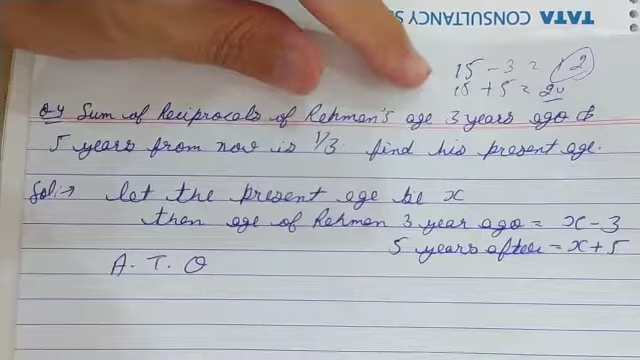 TATA CONSULTANCY S
15 - 3 = 12
15 + 5 = 20
Q4 Sum of Reciprocals of Rehman's age 3 years ago &
5 years from now is 1/3. find his present age.
Sol:→ let the present age be x
then age of Rehman 3 year ago = x-3
5 years after = x+5
A. T. Q